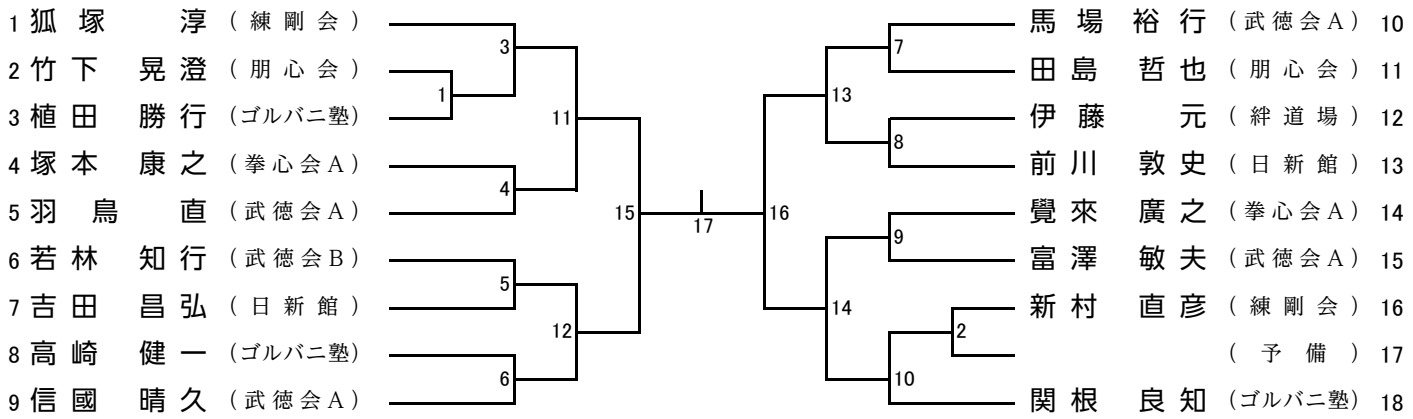 1 狐塚 淳 (練剛会)
2 竹下 晃澄 (朋心会)
3 植田 勝行 (ゴルバニ塾)
4 塚本 康之 (拳心会A)
5 羽鳥 直 (武徳会A)
6 若林 知行 (武徳会B)
7 吉田 昌弘 (日新館)
8 高崎 健一 (ゴルバニ塾)
9 信國 晴久 (武徳会A)
3
1
11
4
15
5
12
6
17
馬場 裕行 (武徳会A) 10
田島 哲也 (朋心会) 11
伊藤 元 (絆道場) 12
前川 敦史 (日新館) 13
覺來 廣之 (拳心会A) 14
富澤 敏夫 (武徳会A) 15
新村 直彦 (練剛会) 16
(予備) 17
関根 良知 (ゴルバニ塾) 18
7
13
8
16
9
14
2
10